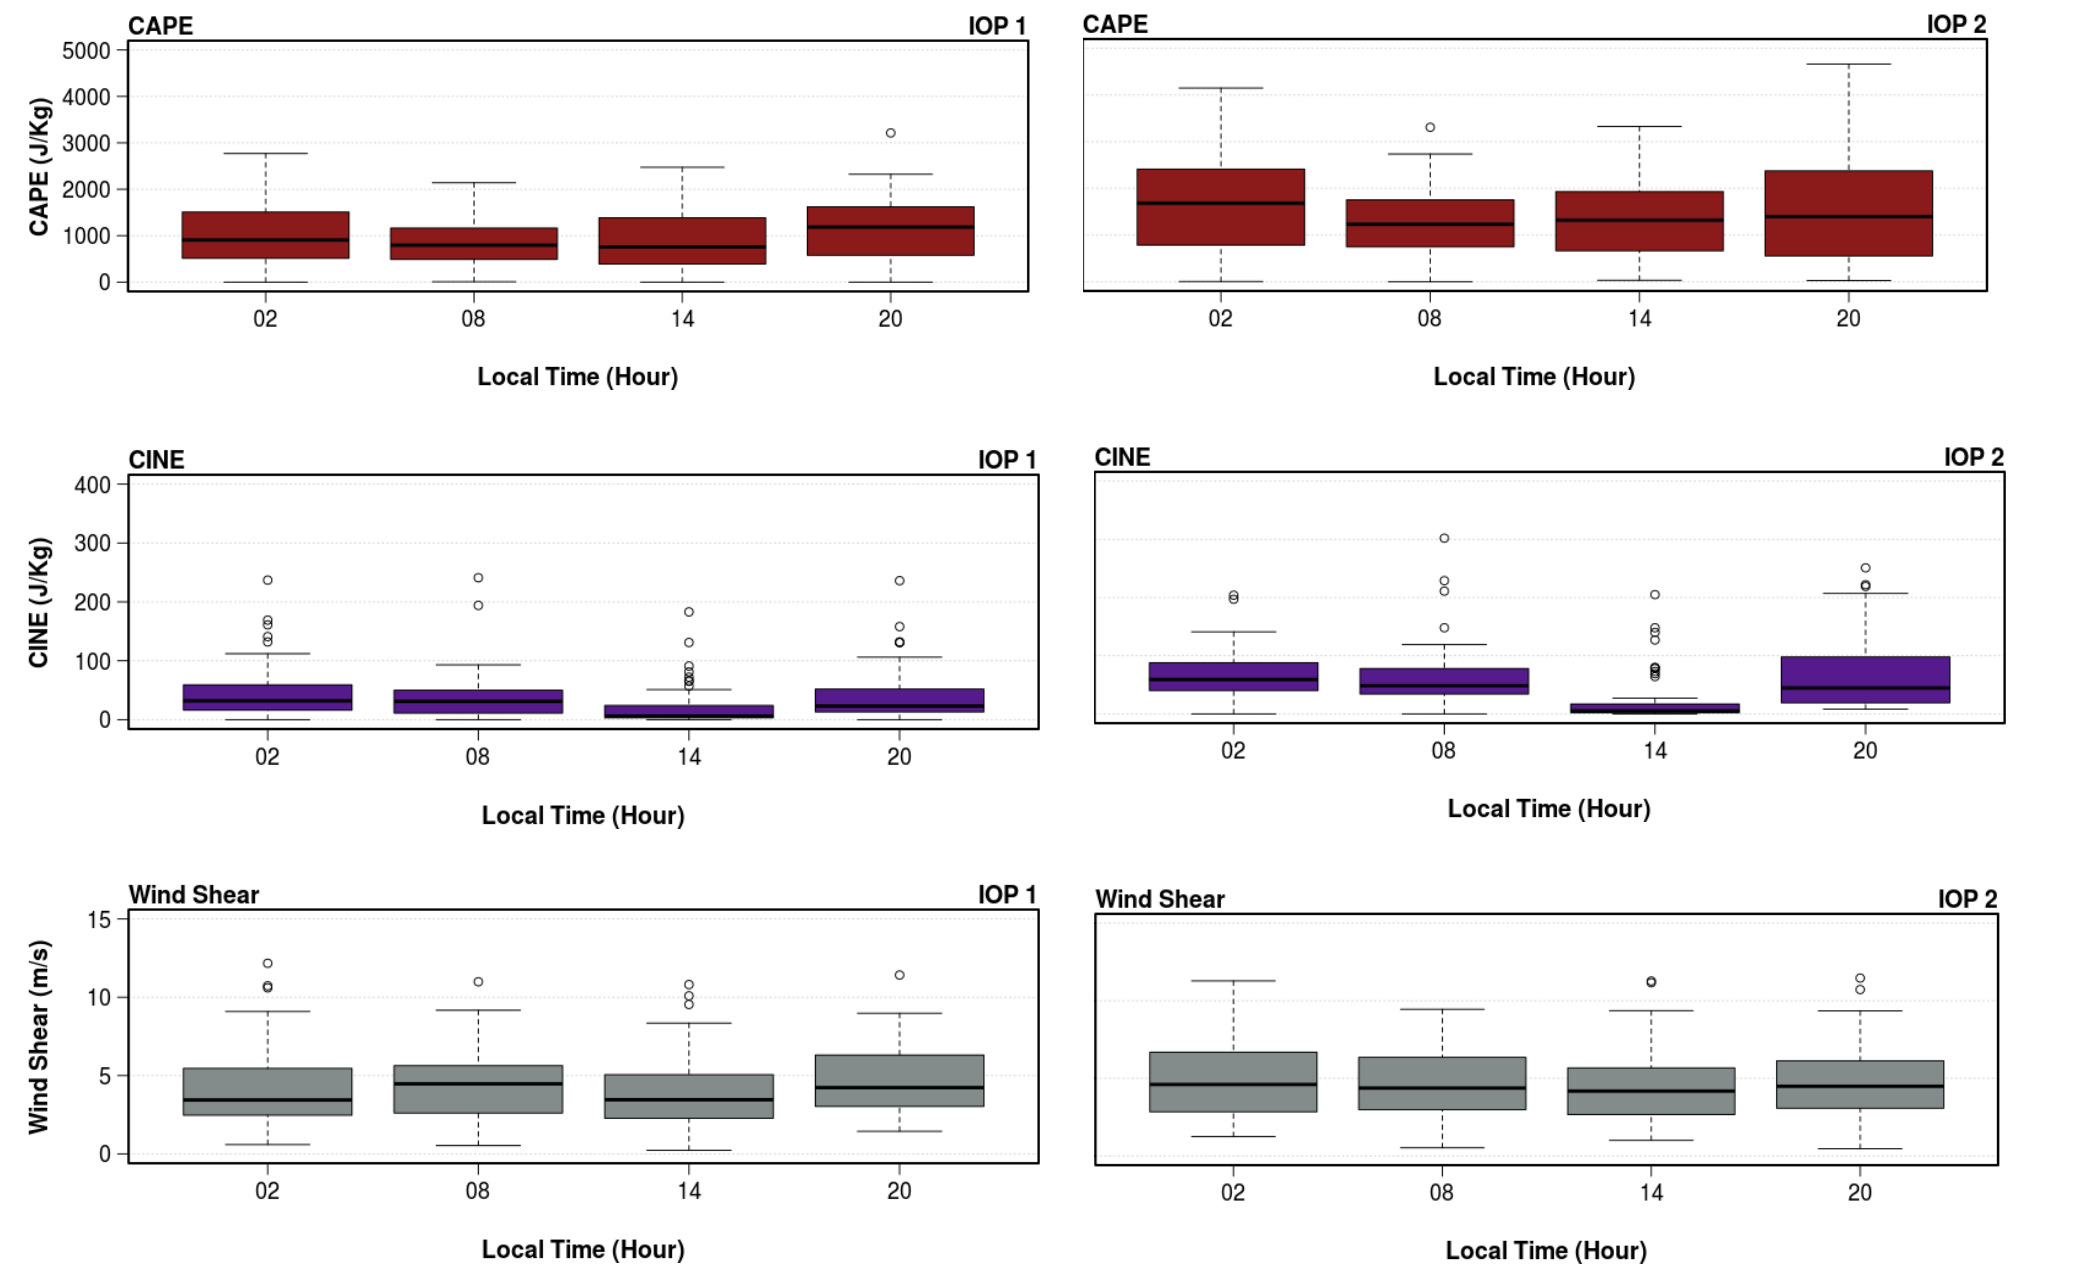 CAPE IOP 1
CAPE IOP 2
CAPE (J/Kg)
5000
4000
3000
2000
1000
0
02 08 14 20
Local Time (Hour)
02 08 14 20
Local Time (Hour)
CINE IOP 1
CINE IOP 2
CINE (J/Kg)
400
300
200
100
0
02 08 14 20
Local Time (Hour)
02 08 14 20
Local Time (Hour)
Wind Shear IOP 1
Wind Shear IOP 2
Wind Shear (m/s)
15
10
5
0
02 08 14 20
Local Time (Hour)
02 08 14 20
Local Time (Hour)